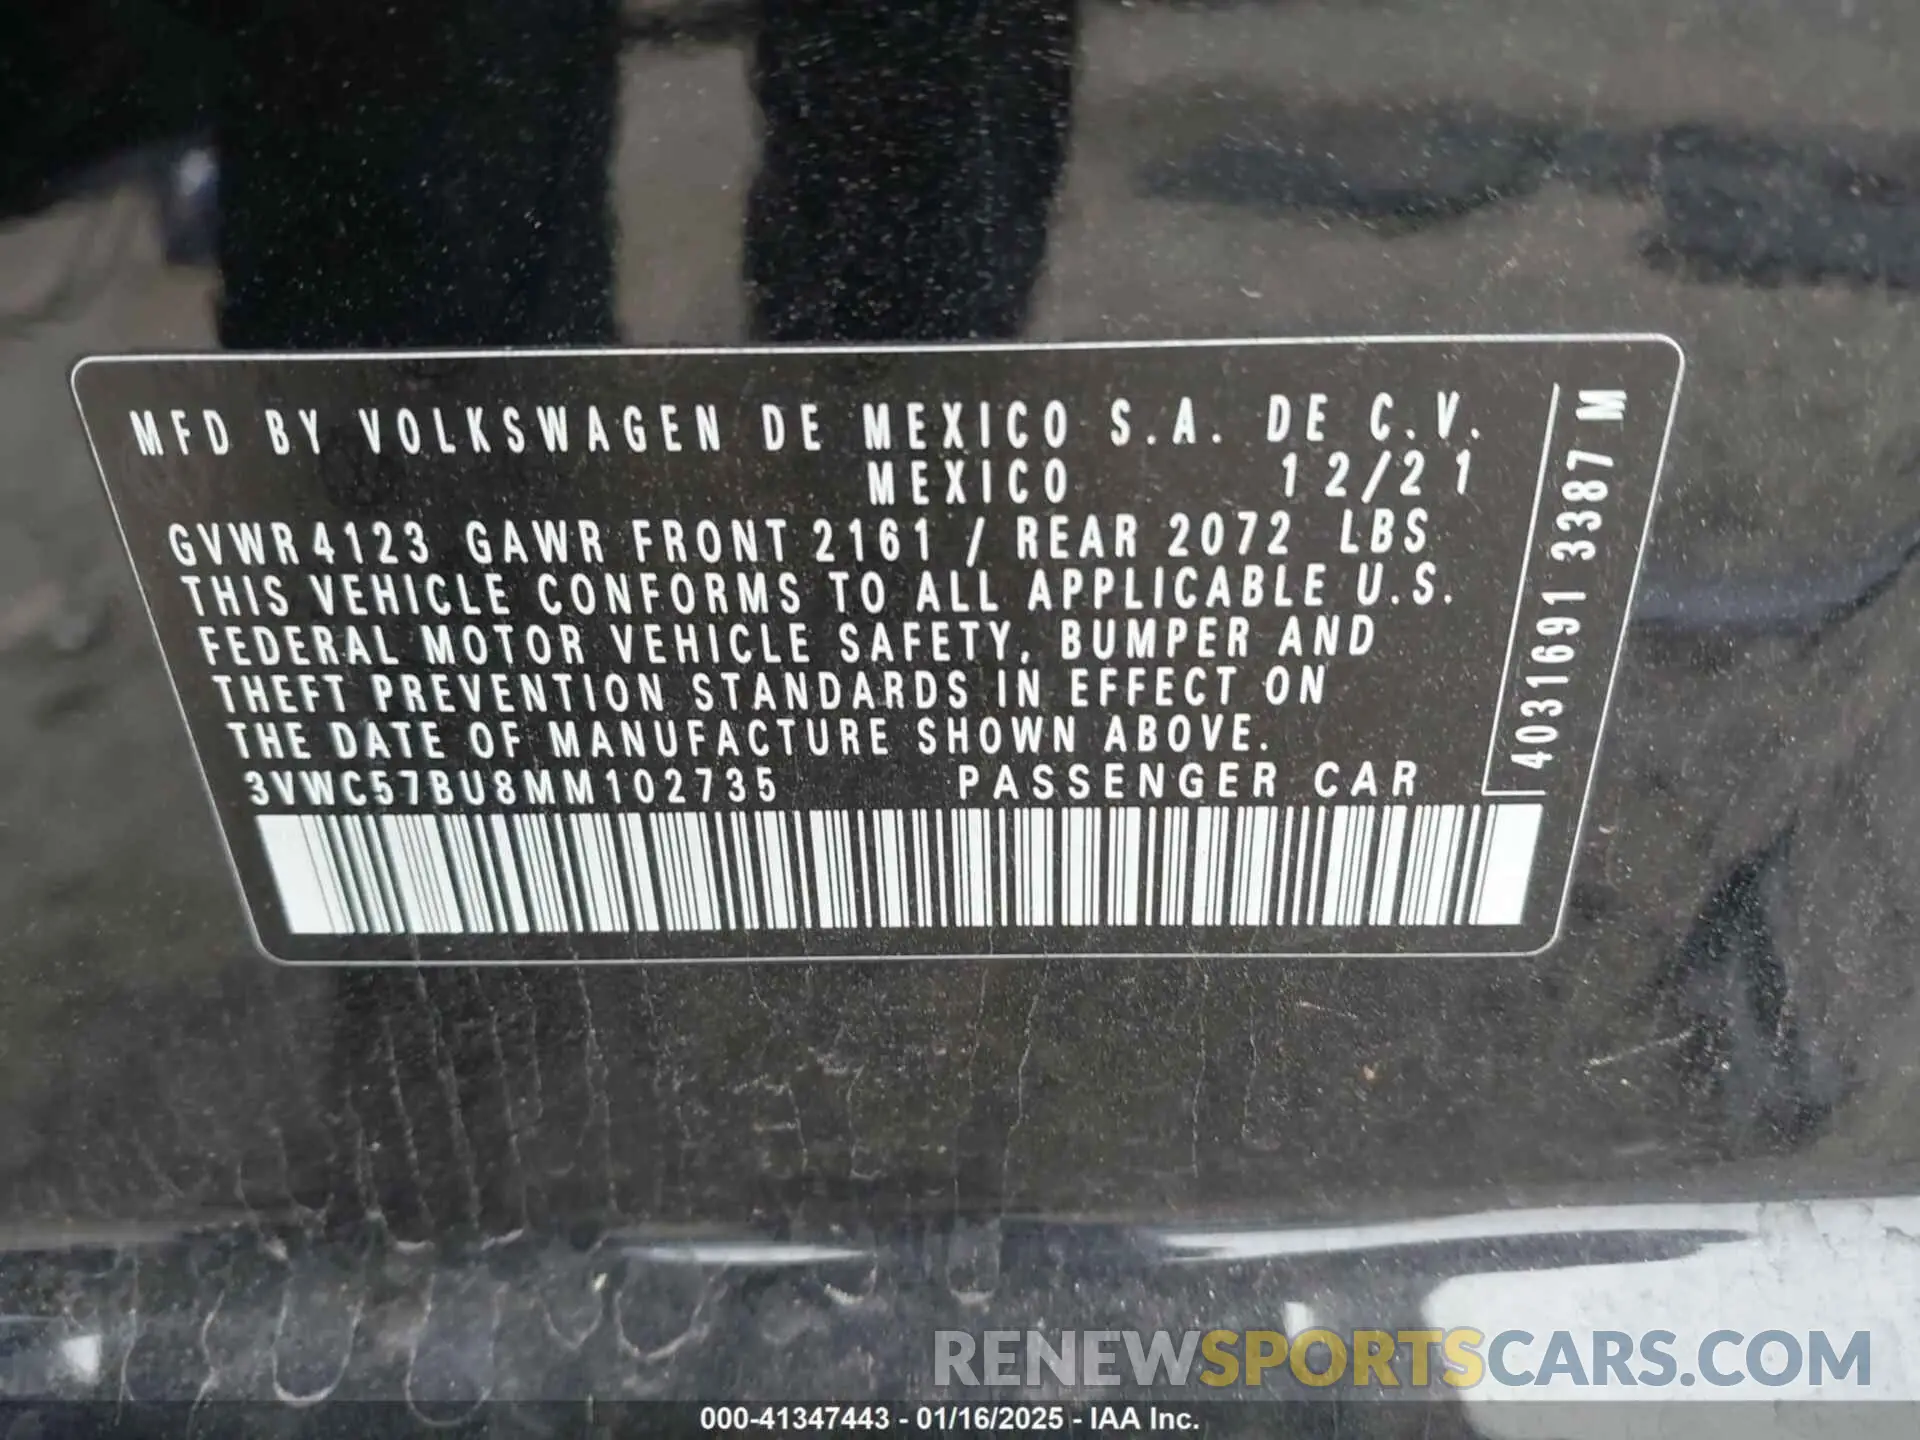 MFD BY VOLKSWAGEN DE MEXICO S.A. DE C.V.
MEXICO 12/21
GVWR 4123 GAWR FRONT 2161 / REAR 2072 LBS
THIS VEHICLE CONFORMS TO ALL APPLICABLE U.S.
FEDERAL MOTOR VEHICLE SAFETY, BUMPER AND
THEFT PREVENTION STANDARDS IN EFFECT ON
THE DATE OF MANUFACTURE SHOWN ABOVE.
3VWC57BU8MM102735 PASSENGER CAR
4031691 3387 M
RENEWSPORTSCARS.COM
000-41347443 - 01/16/2025 - IAA Inc.